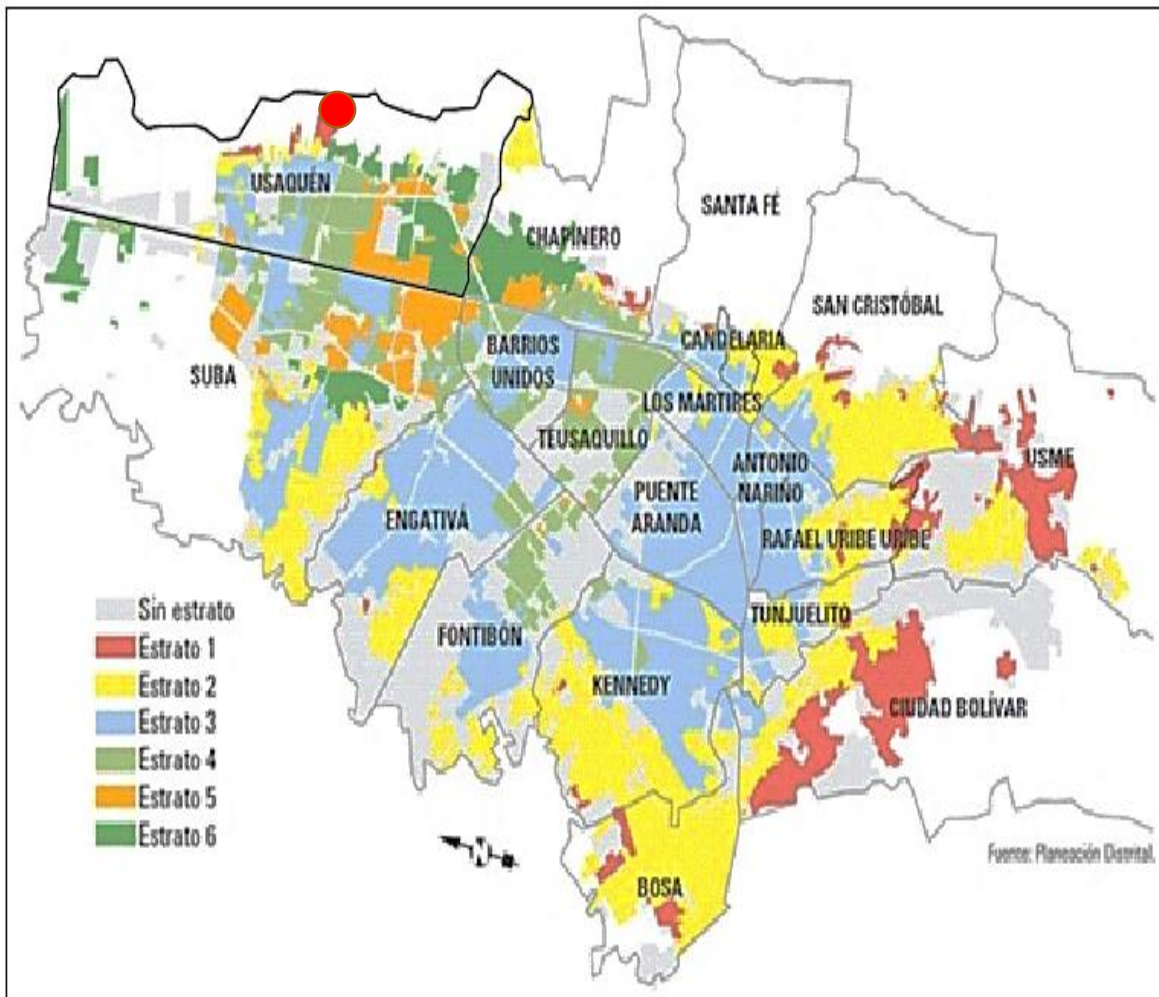 USAQUÉN
CHAPINERO
SANTA FÉ
SAN CRISTÓBAL
CANDELARIA
BARRIOS
UNIDOS
SUBA
LOS MÁRTIRES
TEUSAQUILLO
USME
ANTONIO
NARIÑO
PUENTE
ARANDA
ENGATIVÁ
RAFAEL URIBE URIBE
TUNJUELITO
FONTIBÓN
KENNEDY
CIUDAD BOLÍVAR
BOSA
Sin estrato
Estrato 1
Estrato 2
Estrato 3
Estrato 4
Estrato 5
Estrato 6
N
Fuente: Planeación Distrital.